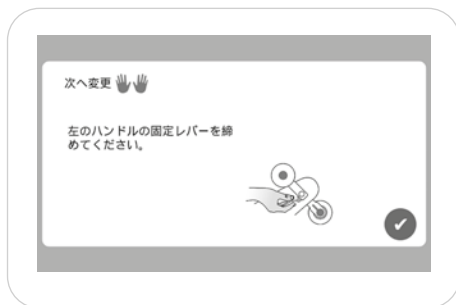 次へ変更
左のハンドルの固定レバーを締
めてください。